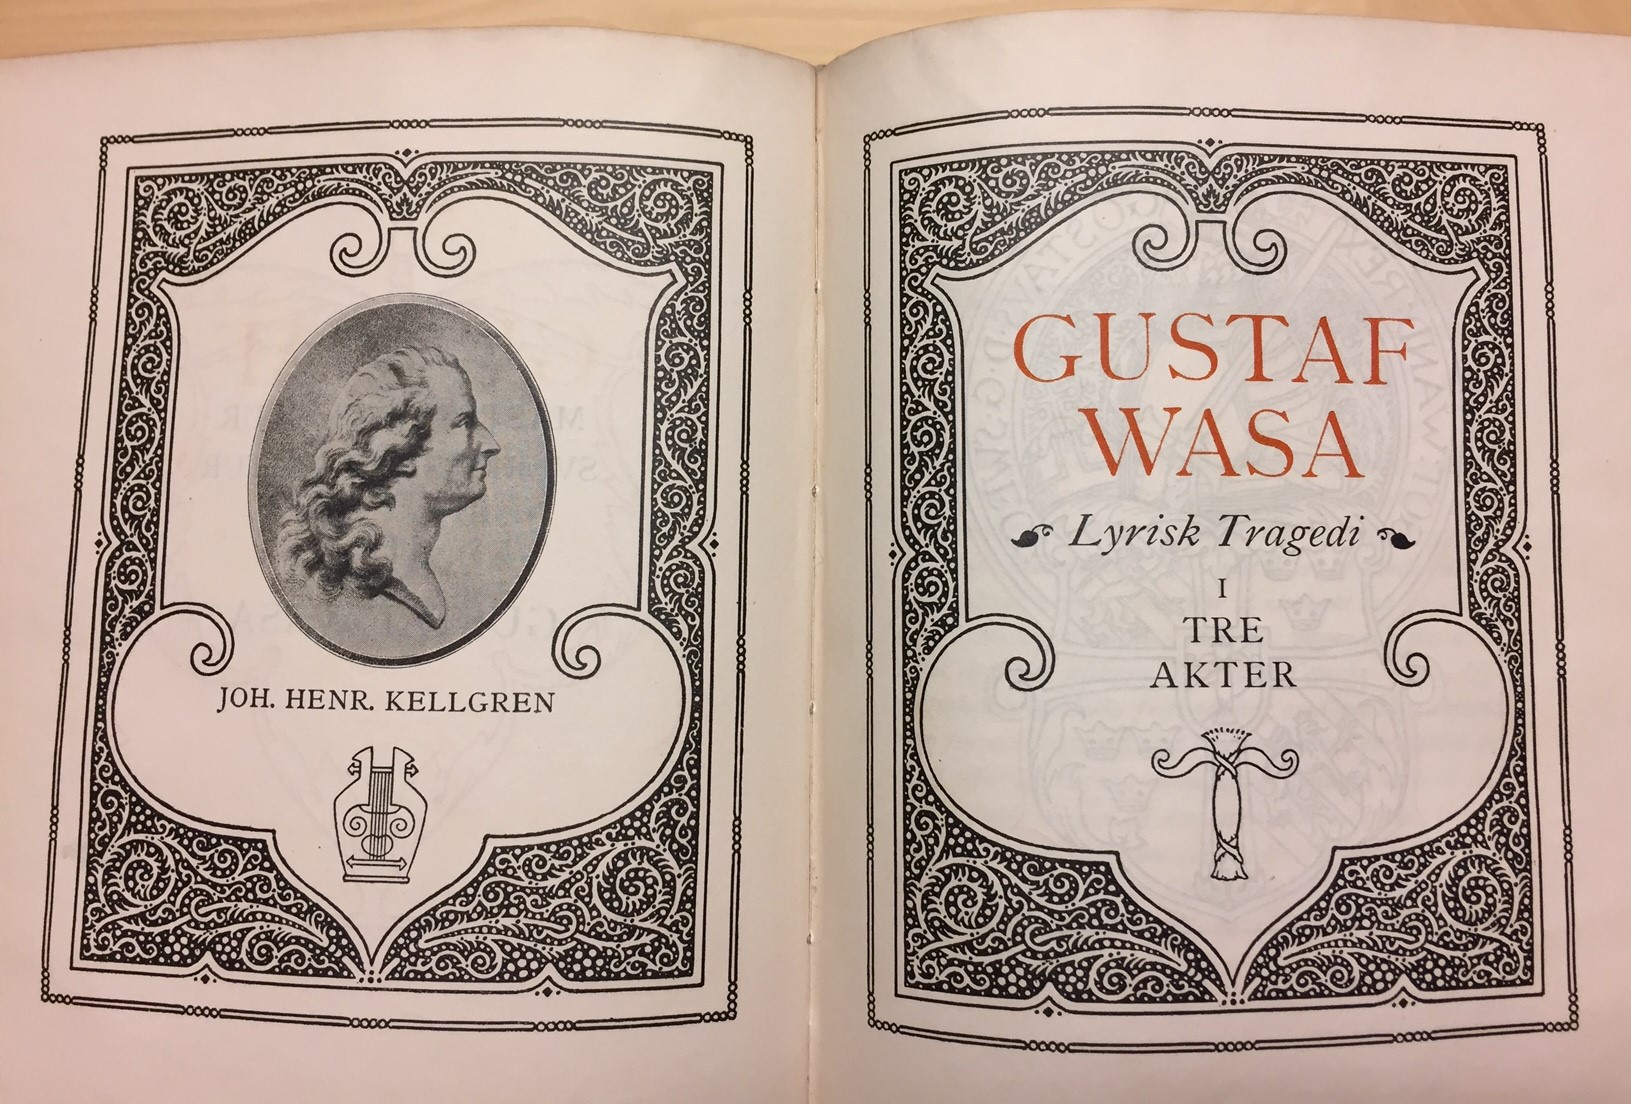 JOH. HENR. KELLGREN
GUSTAF
WASA
Lyrisk Tragedi
I
TRE
AKTER